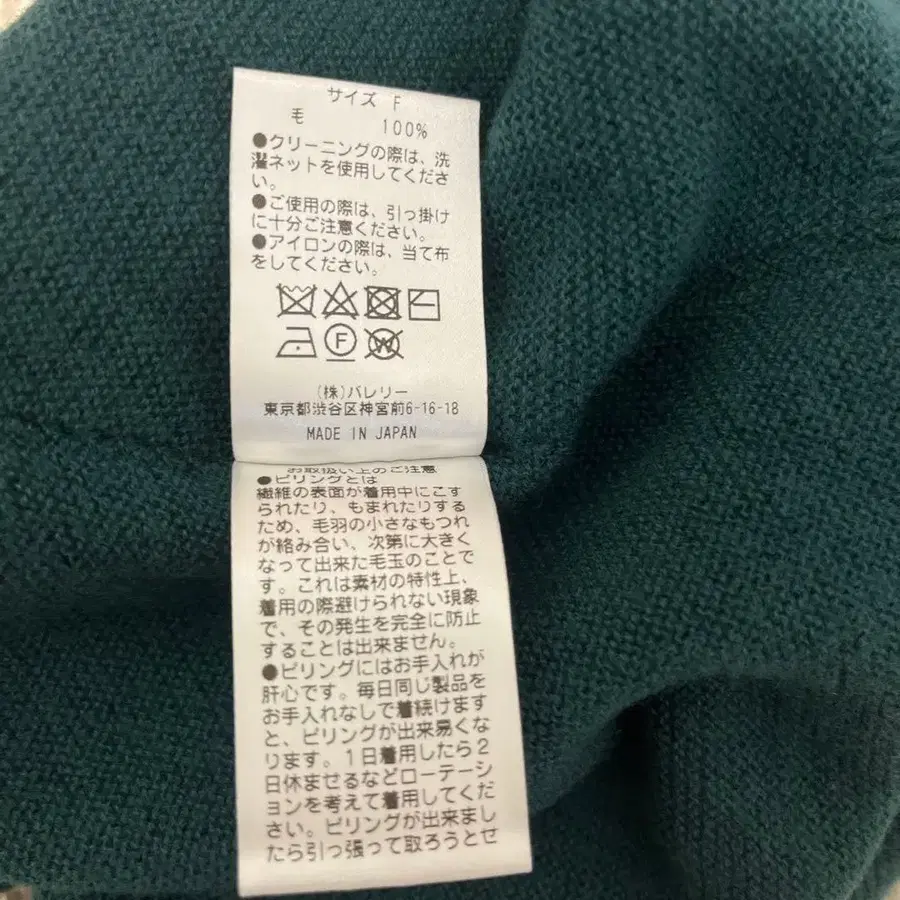 サイズ F
毛 100%
●クリーニングの際は、洗
濯ネットを使用してくださ
い。
●ご使用の際は、引っ掛け
に十分ご注意ください。
●アイロンの際は、当て布
をしてください。
F
W
(株)バレリー
東京都渋谷区神宮前6-16-18
MADE IN JAPAN
お取扱い上のご注意
●ピリングとは
繊維の表面が着用中にこす
られたり、もまれたりする
ため、毛羽の小さなもつれ
が絡み合い、次第に大きく
なって出来た毛玉のことで
す。これは素材の特性上、
着用の際避けられない現象
で、その発生を完全に防止
することは出来ません。
●ピリングにはお手入れが
肝心です。毎日同じ製品を
お手入れなしで着続けます
と、ピリングが出来易くな
ります。1日着用したら2
日休ませるなどローテーシ
ョンを考えて着用してくだ
さい。ピリングが出来まし
たら引っ張って取ろうとせ